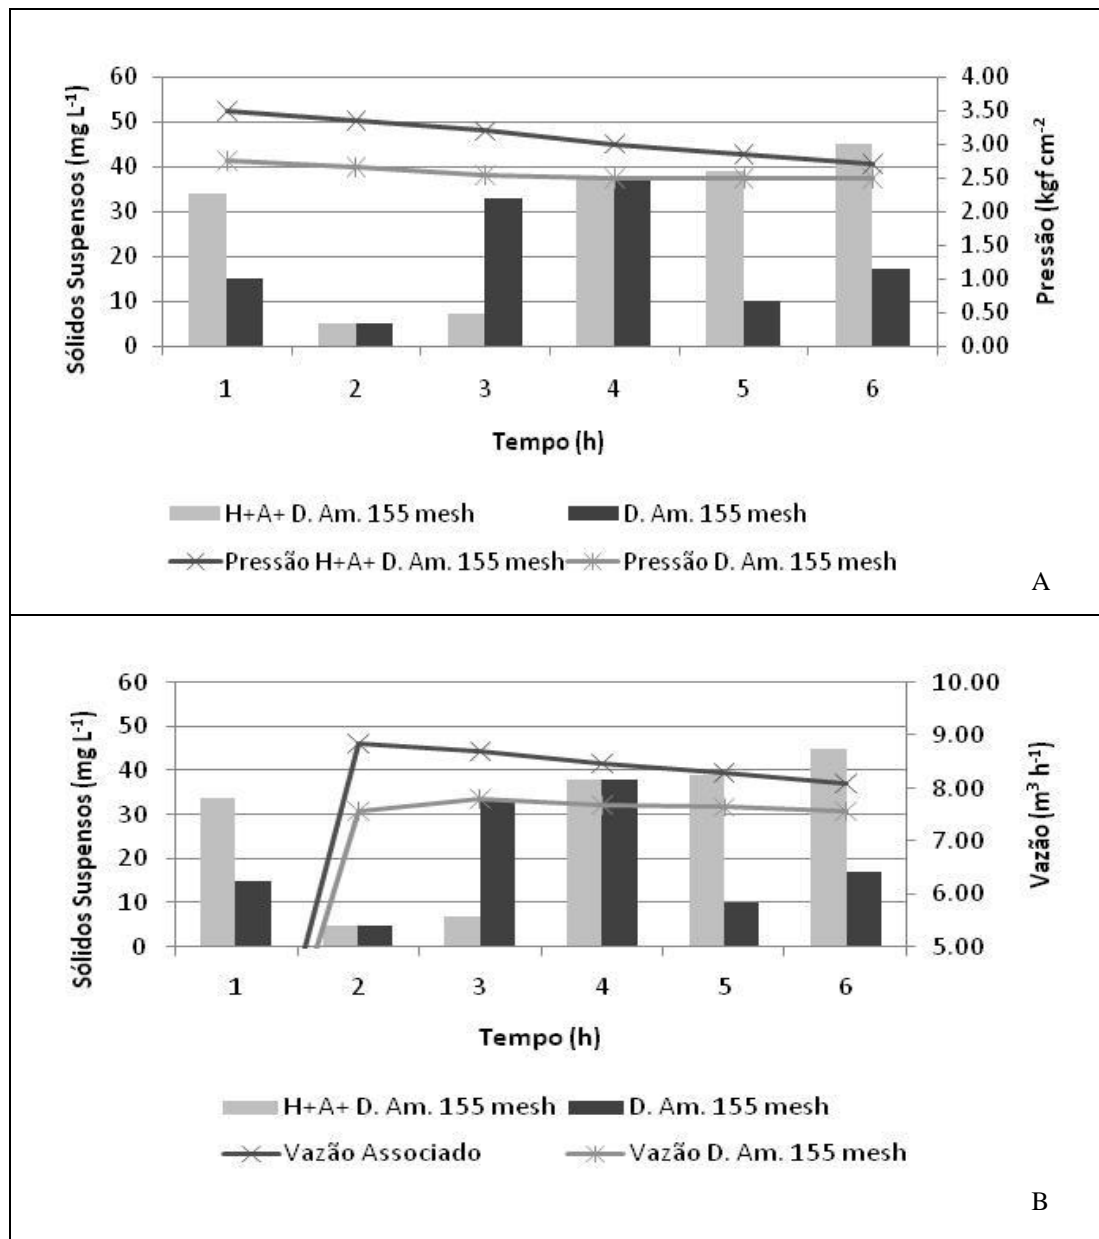 Sólidos Suspensos (mg L-1)
60 4.00
50 3.50
40 3.00
30 2.50
20 2.00
10 1.50
0 1.00
0.50
0.00
Pressão (kgf cm-2)
1 2 3 4 5 6
Tempo (h)
H+A+ D. Am. 155 mesh D. Am. 155 mesh
Pressão H+A+ D. Am. 155 mesh Pressão D. Am. 155 mesh
A
Sólidos Suspensos (mg L-1)
60 10.00
50 9.00
40 8.00
30 7.00
20 6.00
10 5.00
0
Vazão (m3 h-1)
1 2 3 4 5 6
Tempo (h)
H+A+ D. Am. 155 mesh D. Am. 155 mesh
Vazão Associado Vazão D. Am. 155 mesh
B